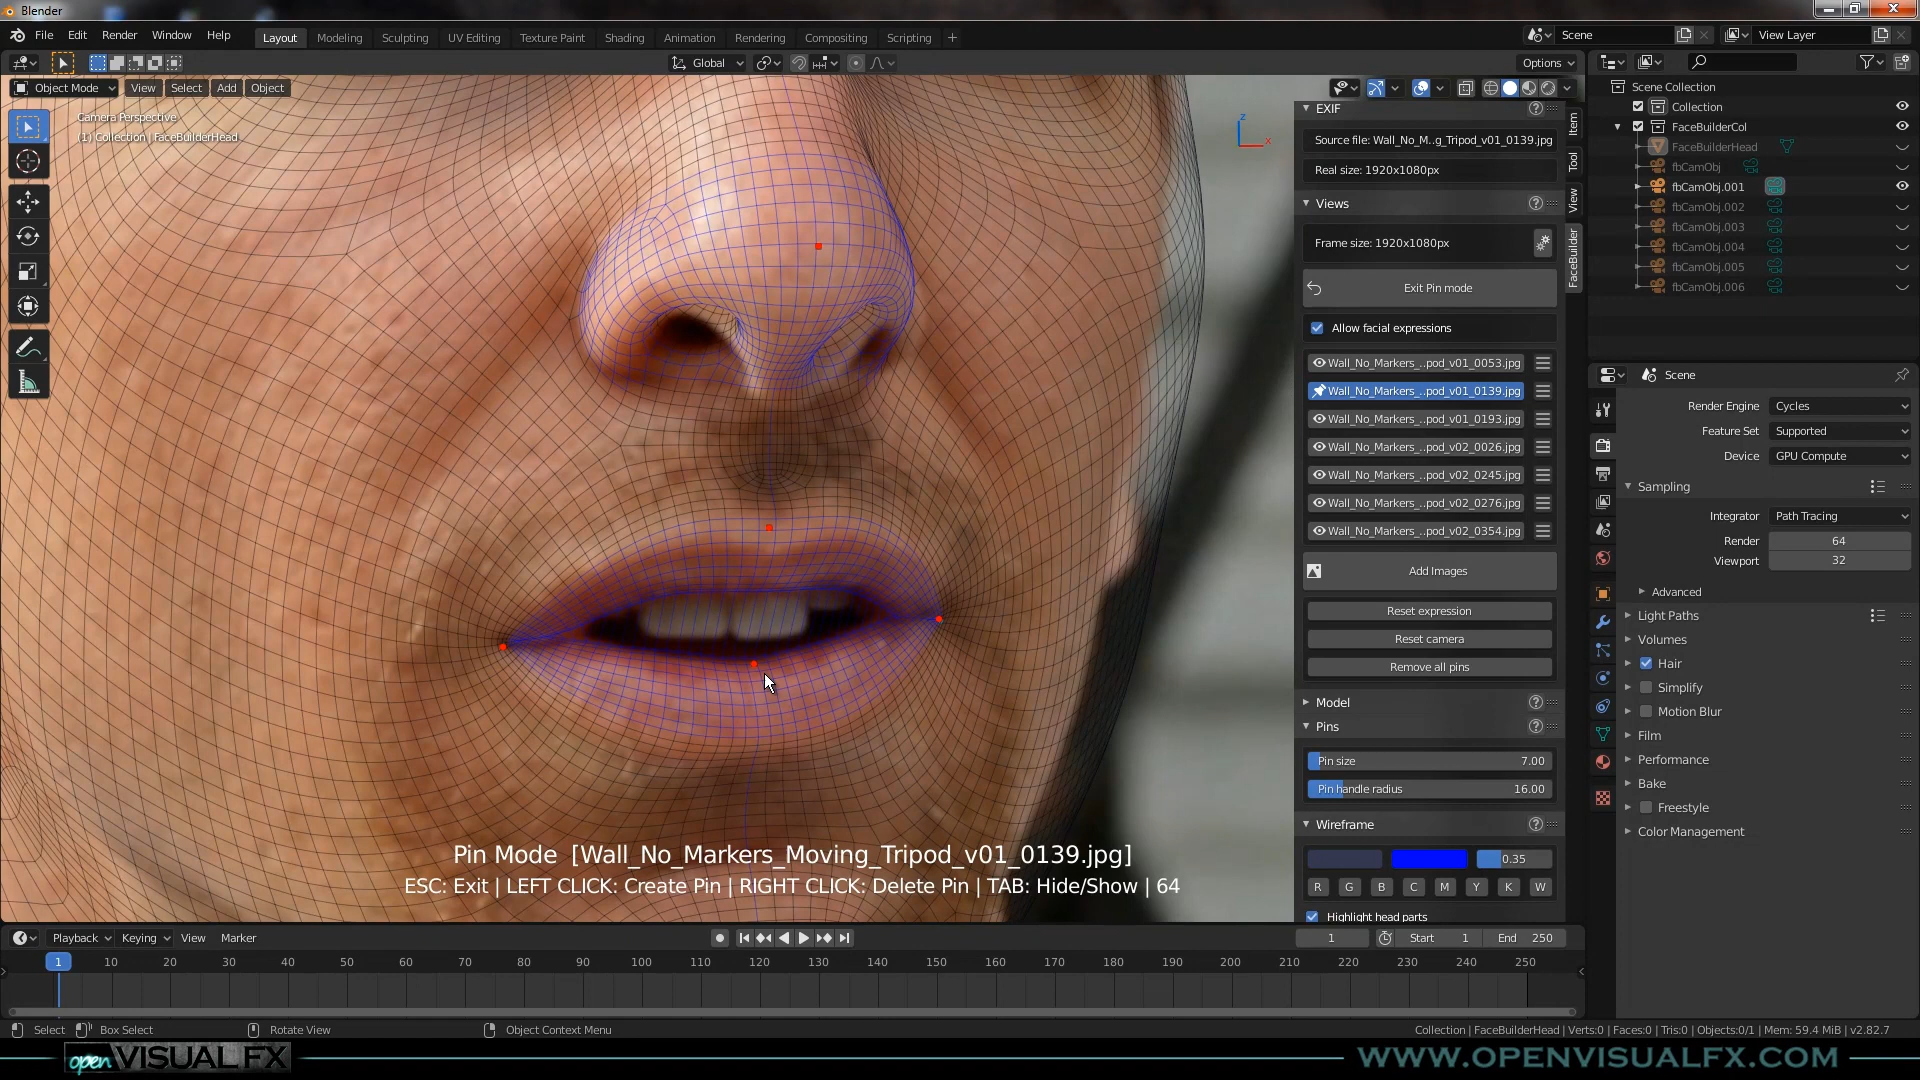 Blender
File Edit Render Window Help
Layout Modeling Sculpting UV Editing Texture Paint Shading Animation Rendering Compositing Scripting +
Scene
View Layer
Global
Options
Object Mode View Select Add Object
Camera Perspective
(1) Collection | FaceBuilderHead
Z
X
Item
Tool
View
FaceBuilder
EXIF
Source file: Wall_No_M..g_Tripod_v01_0139.jpg
Real size: 1920x1080px
Views
Frame size: 1920x1080px
Exit Pin mode
Allow facial expressions
Wall_No_Markers_..pod_v01_0053.jpg
Wall_No_Markers_..pod_v01_0139.jpg
Wall_No_Markers_..pod_v01_0193.jpg
Wall_No_Markers_..pod_v02_0026.jpg
Wall_No_Markers_..pod_v02_0245.jpg
Wall_No_Markers_..pod_v02_0276.jpg
Wall_No_Markers_..pod_v02_0354.jpg
Add Images
Reset expression
Reset camera
Remove all pins
Model
Pins
Pin size 7.00
Pin handle radius 16.00
Wireframe
0.35
R G B C M Y K W
Highlight head parts
Scene Collection
Collection
FaceBuilderCol
FaceBuilderHead
fbCamObj
fbCamObj.001
fbCamObj.002
fbCamObj.003
fbCamObj.004
fbCamObj.005
fbCamObj.006
Scene
Render Engine Cycles
Feature Set Supported
Device GPU Compute
Sampling
Integrator Path Tracing
Render 64
Viewport 32
Advanced
Light Paths
Volumes
Hair
Simplify
Motion Blur
Film
Performance
Bake
Freestyle
Color Management
Pin Mode [Wall_No_Markers_Moving_Tripod_v01_0139.jpg]
ESC: Exit | LEFT CLICK: Create Pin | RIGHT CLICK: Delete Pin | TAB: Hide/Show | 64
Playback Keying View Marker
1 Start 1 End 250
1 10 20 30 40 50 60 70 80 90 100 110 120 130 140 150 160 170 180 190 200 210 220 230 240 250
Select Box Select Rotate View Object Context Menu
Collection | FaceBuilderHead | Verts:0 | Faces:0 | Tris:0 | Objects:0/1 | Mem: 59.4 MiB | v2.82.7
open VISUALFX
WWW.OPENVISUALFX.COM